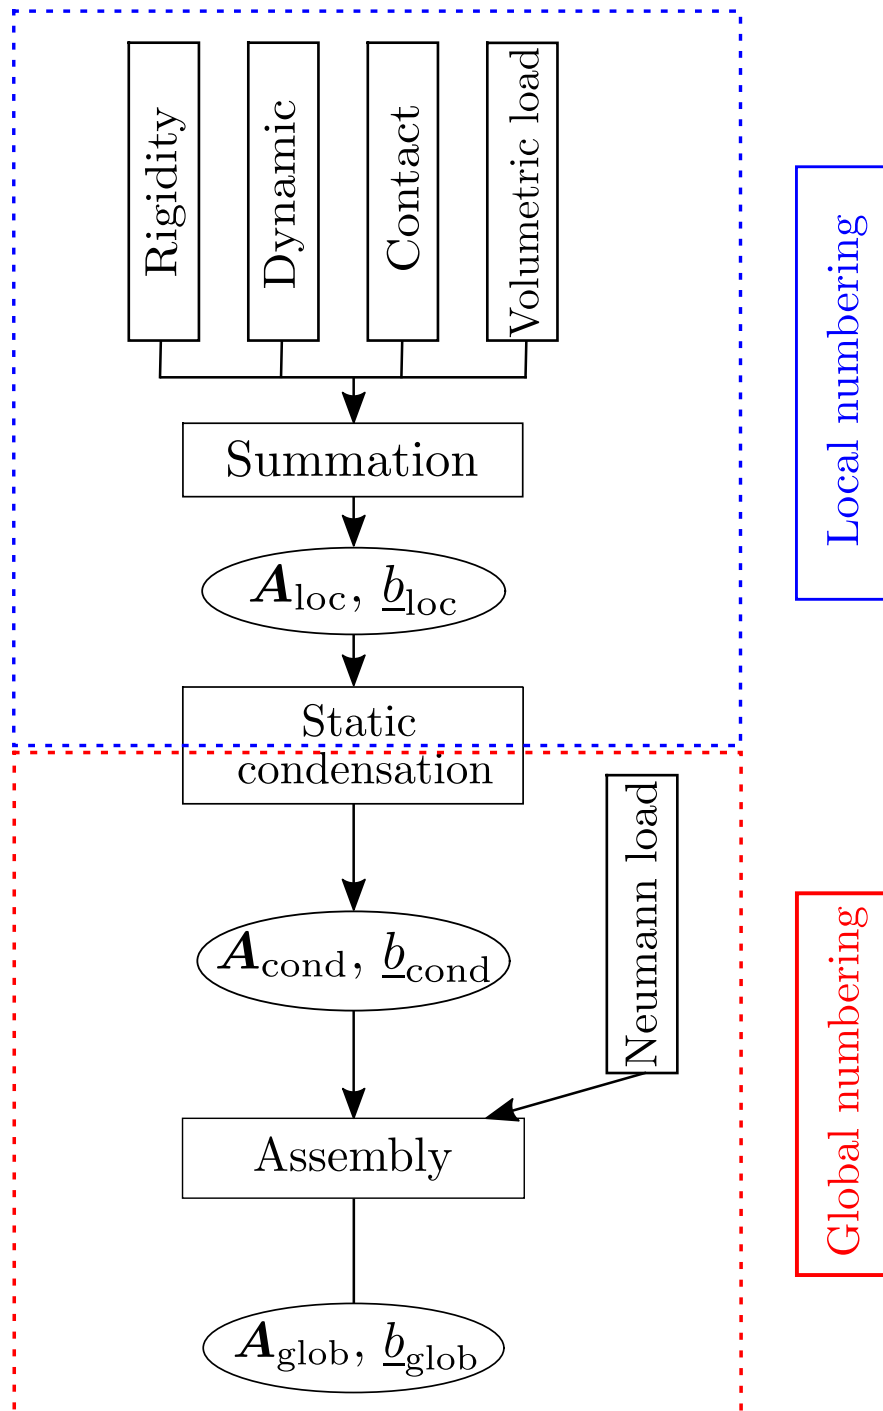 Rigidity
Dynamic
Contact
Volumetric load
Summation
A_loc, b_loc
Static
condensation
A_cond, b_cond
Neumann load
Assembly
A_glob, b_glob
Local numbering
Global numbering